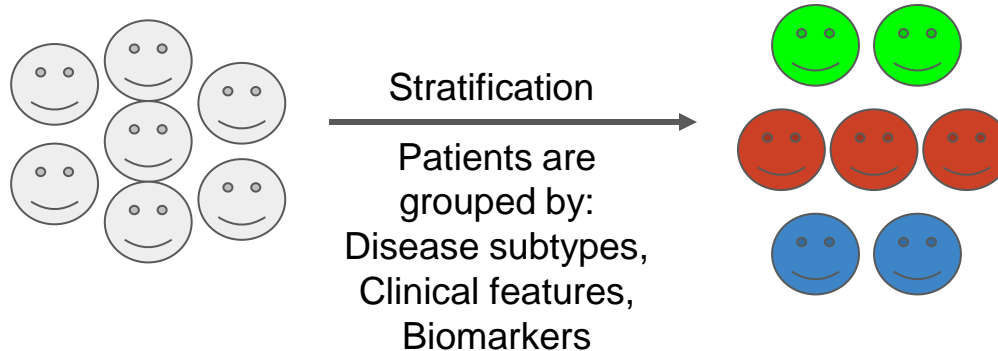 Stratification
Patients are
grouped by:
Disease subtypes,
Clinical features,
Biomarkers